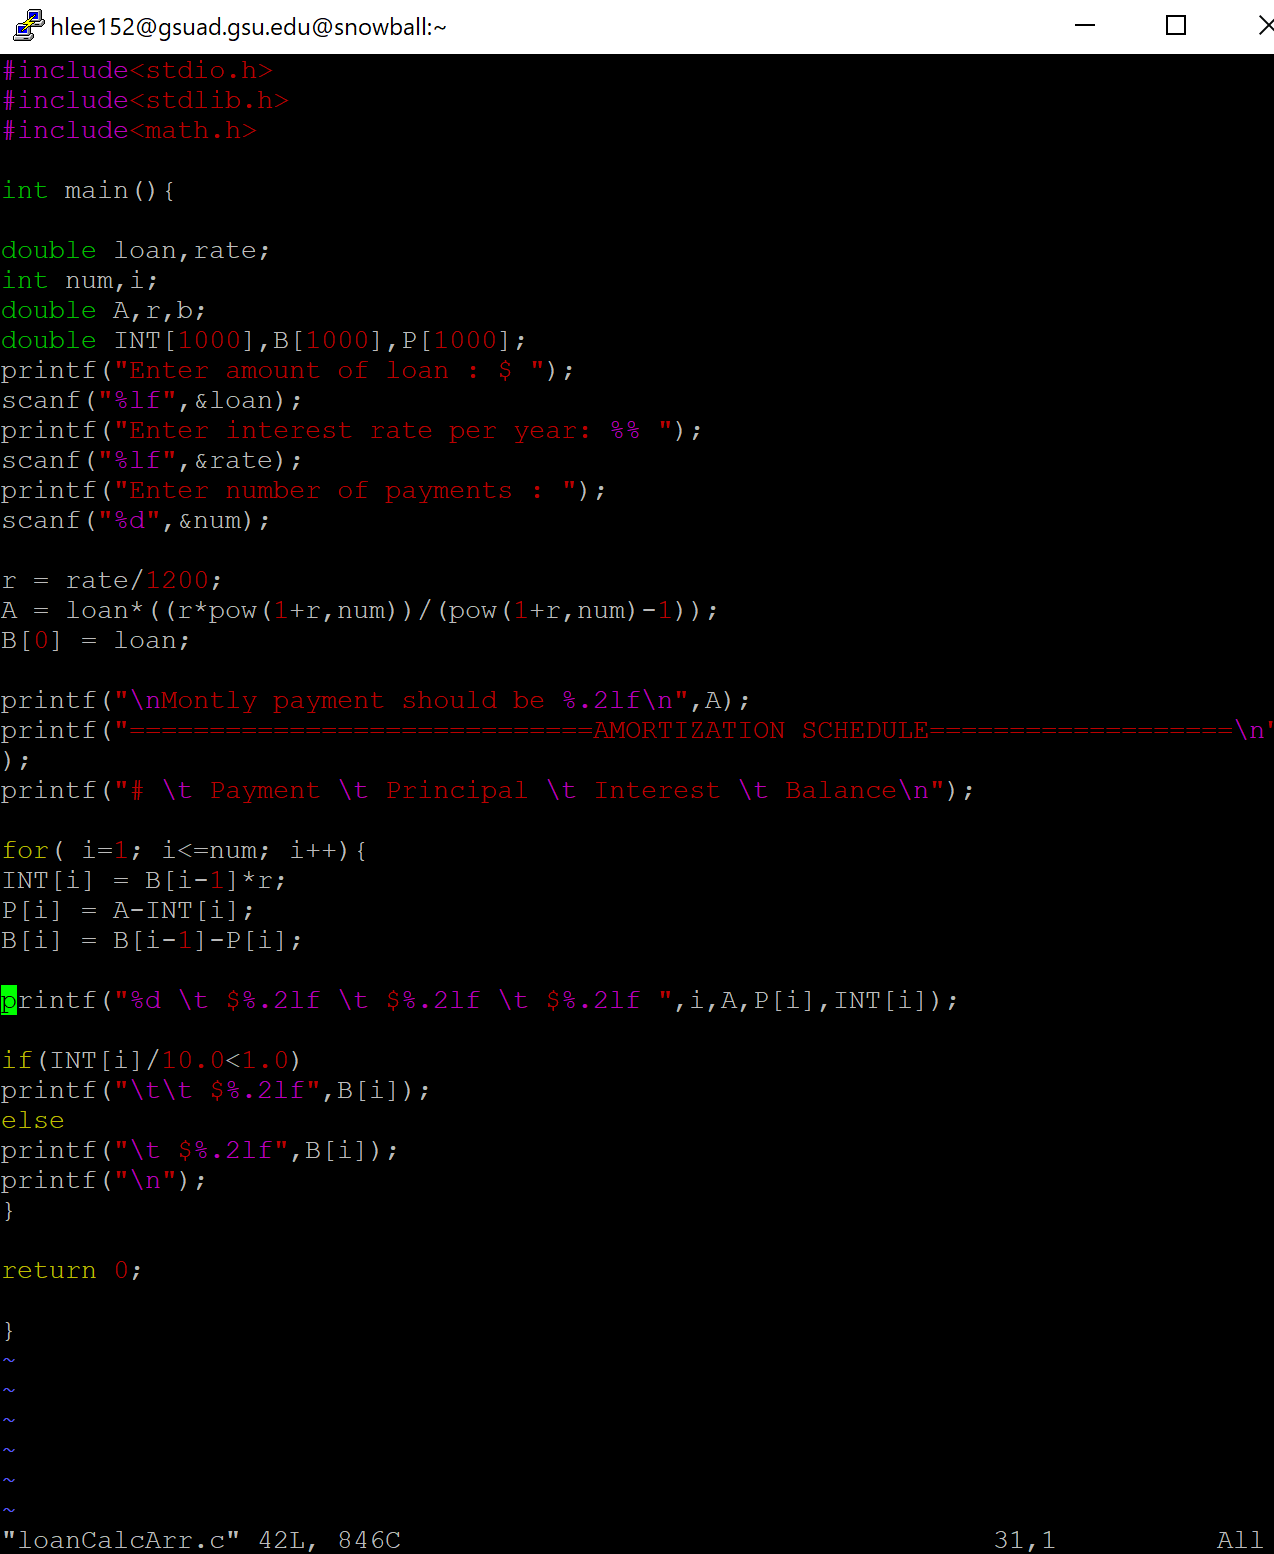 hlee152@gsuad.gsu.edu@snowball:~
#include<stdio.h>
#include<stdlib.h>
#include<math.h>
int main(){
double loan,rate;
int num,i;
double A,r,b;
double INT[1000],B[1000],P[1000];
printf("Enter amount of loan : $ ");
scanf("%lf",&loan);
printf("Enter interest rate per year: %% ");
scanf("%lf",&rate);
printf("Enter number of payments : ");
scanf("%d",&num);
r = rate/1200;
A = loan*((r*pow(1+r,num))/(pow(1+r,num)-1));
B[0] = loan;
printf("\nMontly payment should be %.2lf\n",A);
printf("=============================AMORTIZATION SCHEDULE===================\n"
);
printf("# \t Payment \t Principal \t Interest \t Balance\n");
for( i=1; i<=num; i++){
INT[i] = B[i-1]*r;
P[i] = A-INT[i];
B[i] = B[i-1]-P[i];
printf("%d \t $%.2lf \t $%.2lf \t $%.2lf ",i,A,P[i],INT[i]);
if(INT[i]/10.0<1.0)
printf("\t\t $%.2lf",B[i]);
else
printf("\t $%.2lf",B[i]);
printf("\n");
}
return 0;
}
~
~
~
~
~
~
"loanCalcArr.c" 42L, 846C 31,1 All